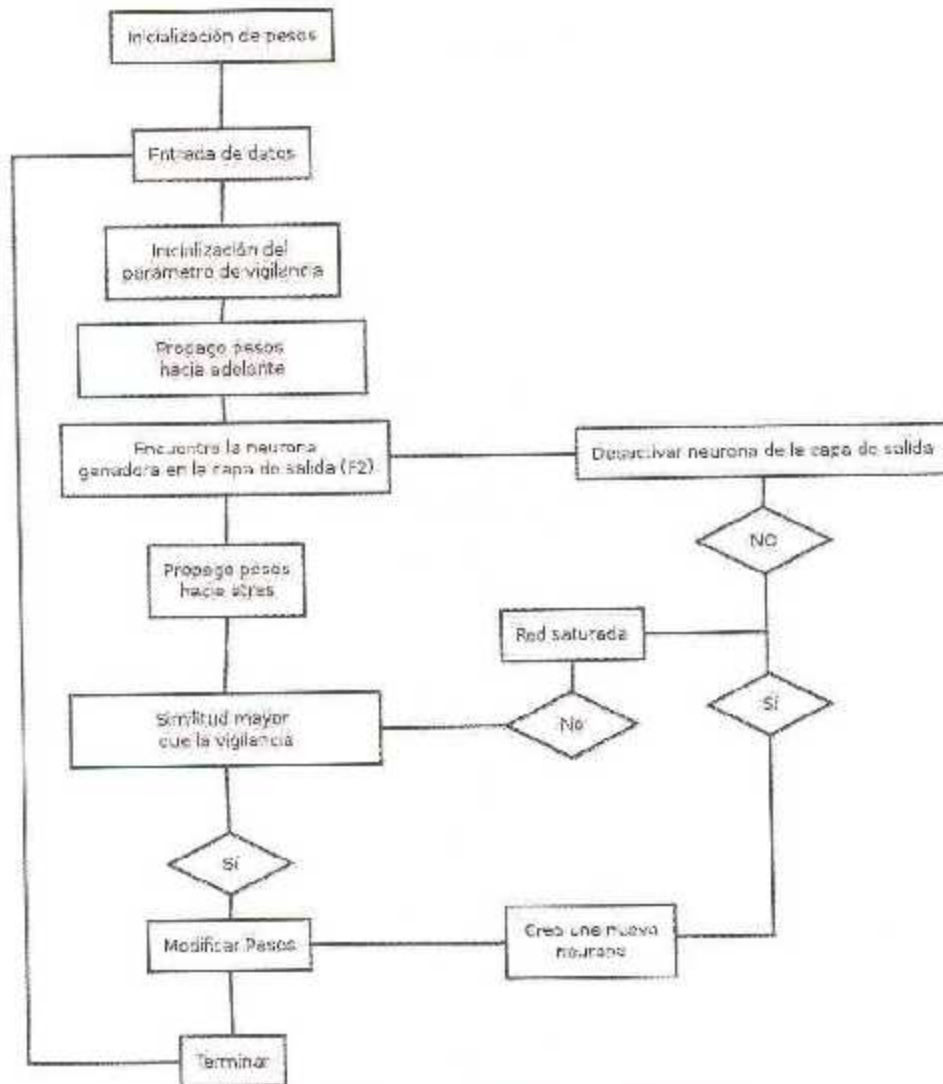 Inicialización de pesos
Entrada de datos
Inicialización del
parámetro de vigilancia
Propago pesos
hacia adelante
Encuentro la neurona
ganadora en la capa de salida (F2)
Desactivar neurona de la capa de salida
NO
Propago pesos
hacia atras
Red saturada
Sí
No
Similitud mayor
que la vigilancia
Sí
Modificar Pesos
Creo una nueva
neurona
Terminar